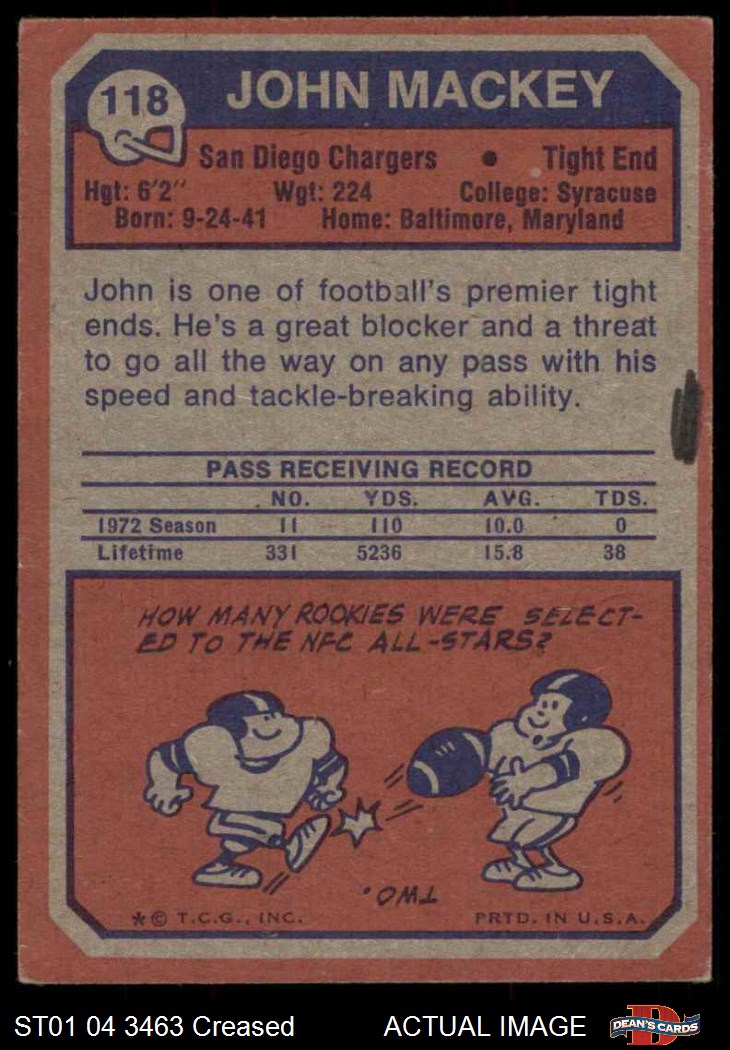 118
JOHN MACKEY
San Diego Chargers • Tight End
Hgt: 6'2" Wgt: 224 College: Syracuse
Born: 9-24-41 Home: Baltimore, Maryland
John is one of football's premier tight
ends. He's a great blocker and a threat
to go all the way on any pass with his
speed and tackle-breaking ability.
PASS RECEIVING RECORD
NO. YDS. AVG. TDS.
1972 Season 11 110 10.0 0
Lifetime 331 5236 15.8 38
HOW MANY ROOKIES WERE SELECT-
ED TO THE NFC ALL-STARS?
TWO.
* © T.C.G., INC. PRTD. IN U.S.A.
ST01 04 3463 Creased ACTUAL IMAGE
D
DEAN'S CARDS